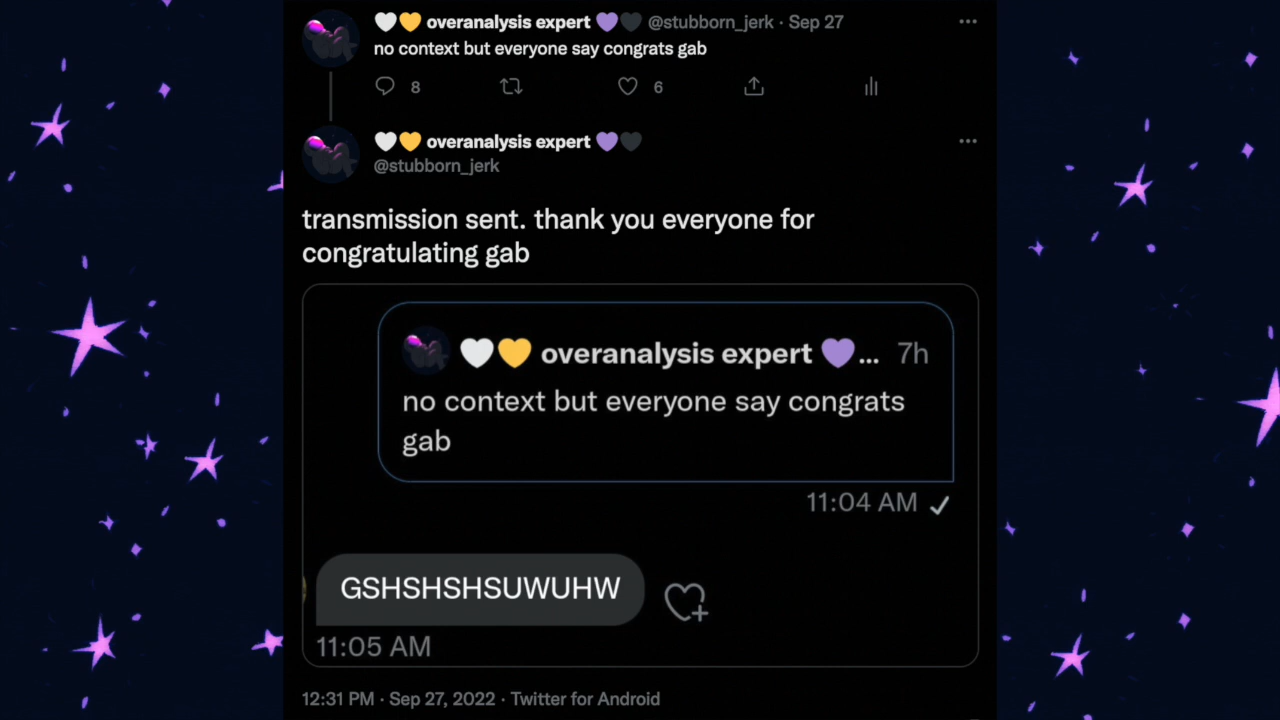 🤍💛 overanalysis expert 💜🖤 @stubborn_jerk · Sep 27
no context but everyone say congrats gab
8 6
🤍💛 overanalysis expert 💜🖤
@stubborn_jerk
transmission sent. thank you everyone for
congratulating gab
🤍💛 overanalysis expert 💜... 7h
no context but everyone say congrats
gab
11:04 AM ✓
GSHSHSHSUWUHW
11:05 AM
12:31 PM · Sep 27, 2022 · Twitter for Android